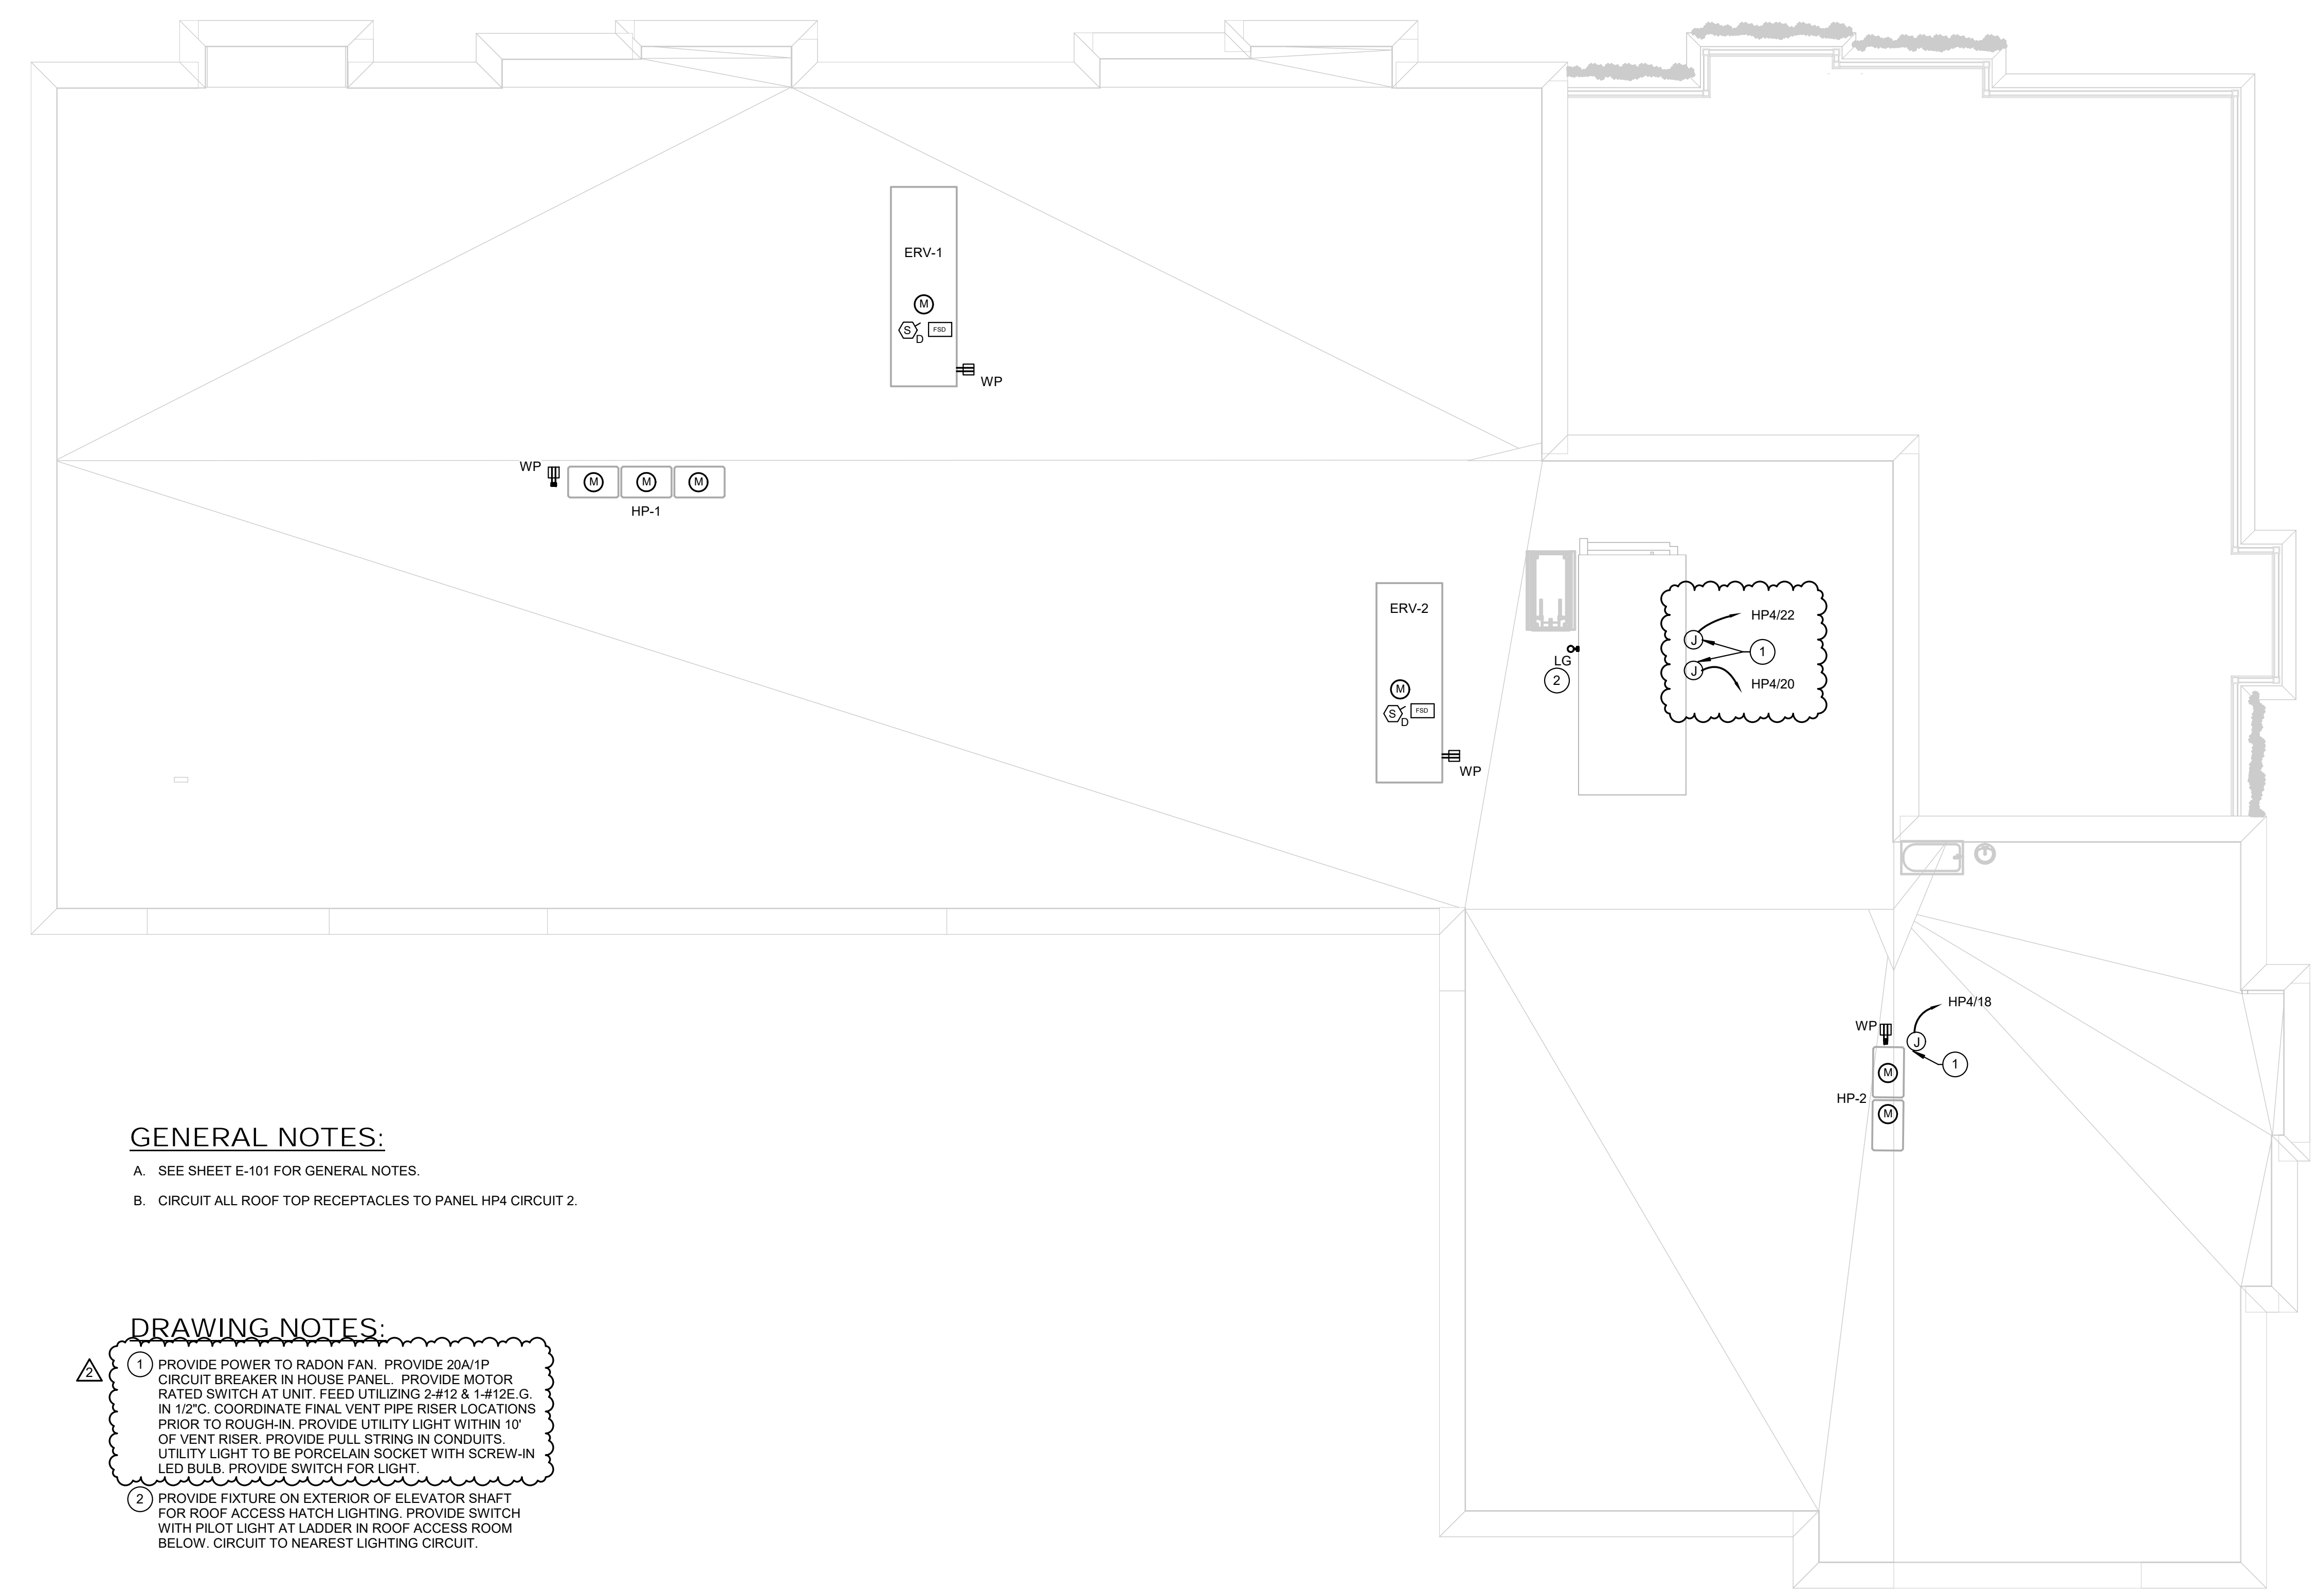 ERV-1
M
S
D
FSD
WP
WP
M
M
M
HP-1
ERV-2
M
S
D
FSD
WP
LG
2
HP4/22
J
1
J
HP4/20
HP4/18
WP
J
1
M
HP-2
M
GENERAL NOTES:
A. SEE SHEET E-101 FOR GENERAL NOTES.
B. CIRCUIT ALL ROOF TOP RECEPTACLES TO PANEL HP4 CIRCUIT 2.
DRAWING NOTES:
2
1 PROVIDE POWER TO RADON FAN. PROVIDE 20A/1P
CIRCUIT BREAKER IN HOUSE PANEL. PROVIDE MOTOR
RATED SWITCH AT UNIT. FEED UTILIZING 2-#12 & 1-#12E.G.
IN 1/2"C. COORDINATE FINAL VENT PIPE RISER LOCATIONS
PRIOR TO ROUGH-IN. PROVIDE UTILITY LIGHT WITHIN 10'
OF VENT RISER. PROVIDE PULL STRING IN CONDUITS.
UTILITY LIGHT TO BE PORCELAIN SOCKET WITH SCREW-IN
LED BULB. PROVIDE SWITCH FOR LIGHT.
2 PROVIDE FIXTURE ON EXTERIOR OF ELEVATOR SHAFT
FOR ROOF ACCESS HATCH LIGHTING. PROVIDE SWITCH
WITH PILOT LIGHT AT LADDER IN ROOF ACCESS ROOM
BELOW. CIRCUIT TO NEAREST LIGHTING CIRCUIT.